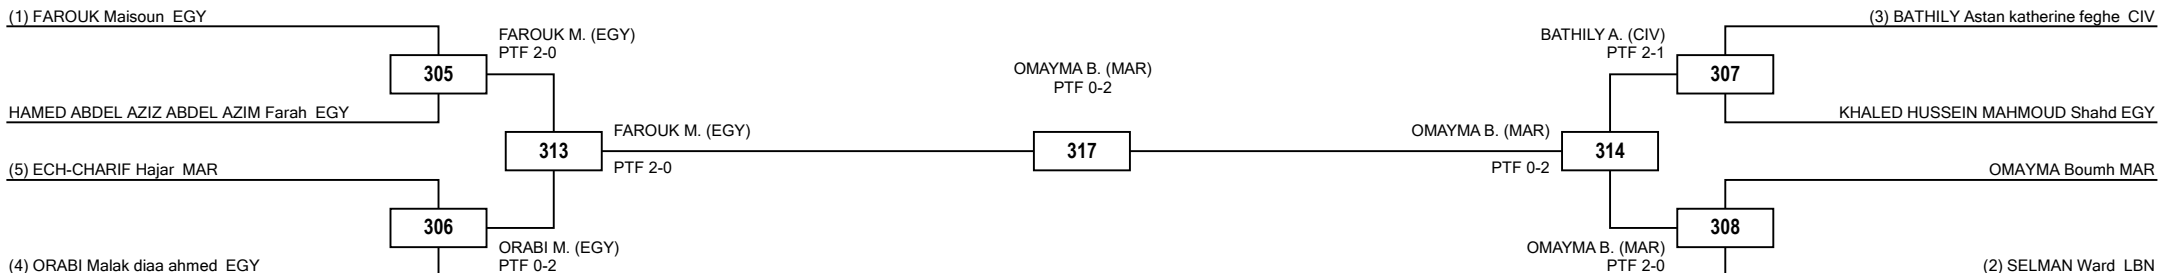 (1) FAROUK Maisoun EGY
(3) BATHILY Astan katherine feghe CIV
FAROUK M. (EGY)
PTF 2-0
BATHILY A. (CIV)
PTF 2-1
305
OMAYMA B. (MAR)
PTF 0-2
307
HAMED ABDEL AZIZ ABDEL AZIM Farah EGY
KHALED HUSSEIN MAHMOUD Shahd EGY
FAROUK M. (EGY)
OMAYMA B. (MAR)
313
317
314
PTF 2-0
PTF 0-2
(5) ECH-CHARIF Hajar MAR
OMAYMA Boumh MAR
306
308
ORABI M. (EGY)
PTF 0-2
OMAYMA B. (MAR)
PTF 2-0
(4) ORABI Malak diaa ahmed EGY
(2) SELMAN Ward LBN